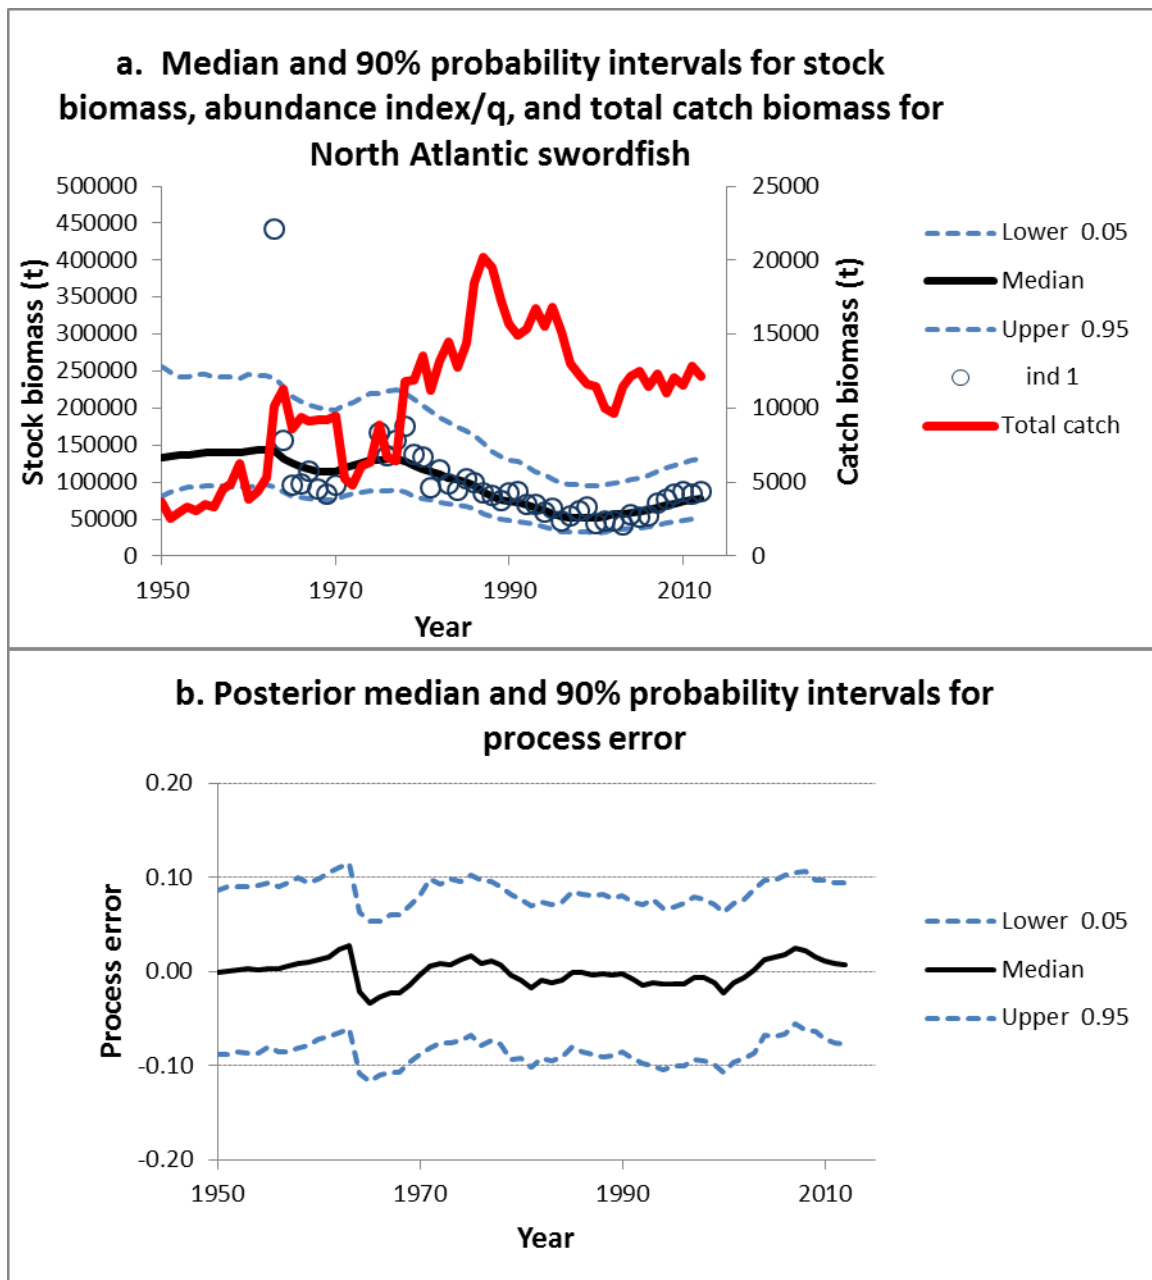 a. Median and 90% probability intervals for stock
biomass, abundance index/q, and total catch biomass for
North Atlantic swordfish
500000
450000
400000
350000
300000
250000
200000
150000
100000
50000
0
Stock biomass (t)
25000
20000
15000
10000
5000
0
Catch biomass (t)
1950
1970
1990
2010
Year
Lower 0.05
Median
Upper 0.95
ind 1
Total catch
b. Posterior median and 90% probability intervals for
process error
0.20
0.10
0.00
-0.10
-0.20
Process error
1950
1970
1990
2010
Year
Lower 0.05
Median
Upper 0.95